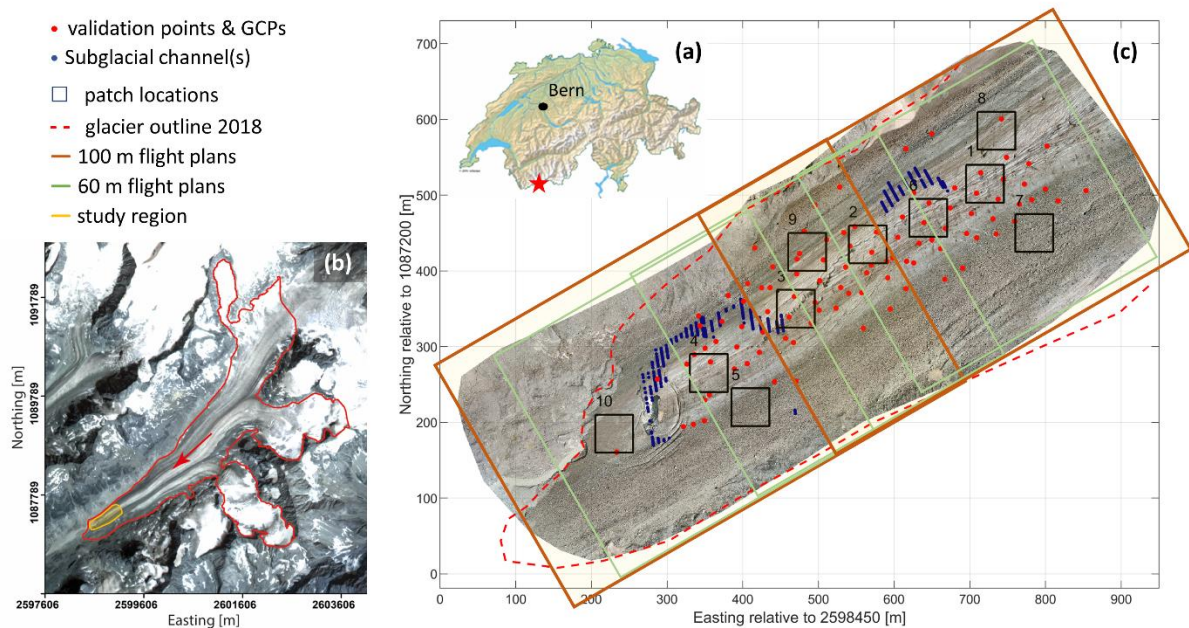 validation points & GCPs
Subglacial channel(s)
patch locations
glacier outline 2018
100 m flight plans
60 m flight plans
study region
(a)
Bern
(b)
Northing [m]
1091789
1089789
1087789
2597606 2599606 2601606 2603606
Easting [m]
(c)
Northing relative to 1087200 [m]
700
600
500
400
300
200
100
0
8
1
6
7
2
9
3
4
5
10
0 100 200 300 400 500 600 700 800 900
Easting relative to 2598450 [m]